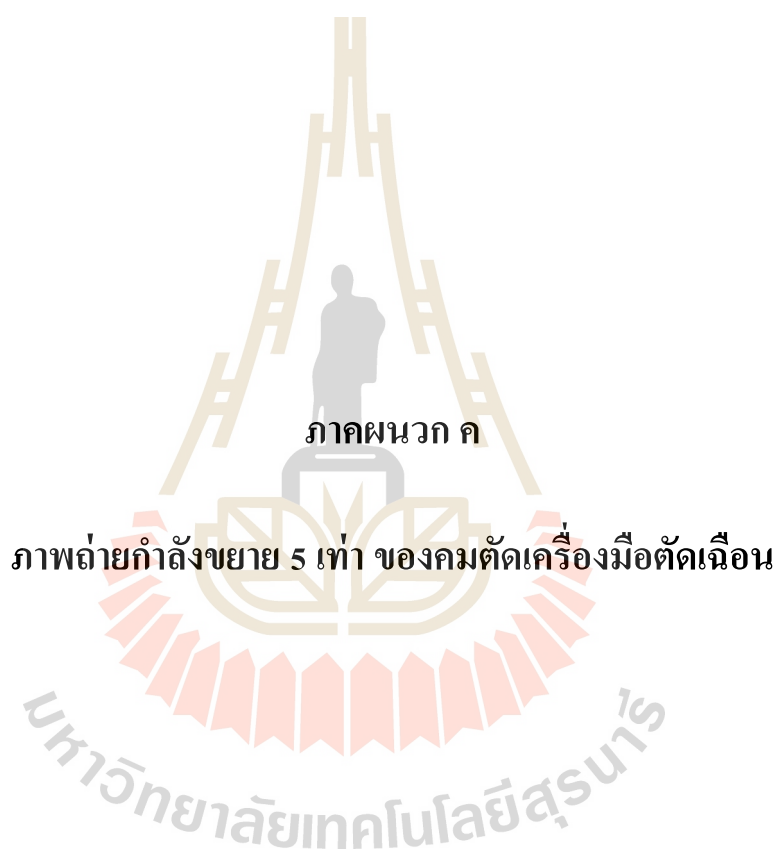 ภาคผนวก ค
ภาพถ่ายกำลังขยาย 5 เท่า ของคมตัดเครื่องมือตัดเฉือน
มหาวิทยาลัยเทคโนโลยีสุรนารี